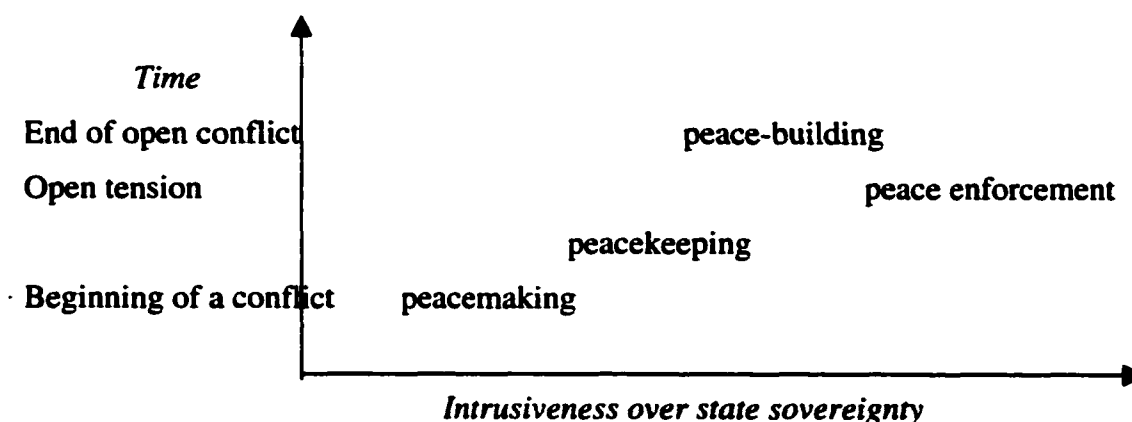 Time
End of open conflict peace-building
Open tension peace enforcement
peacekeeping
Beginning of a conflict peacemaking
Intrusiveness over state sovereignty